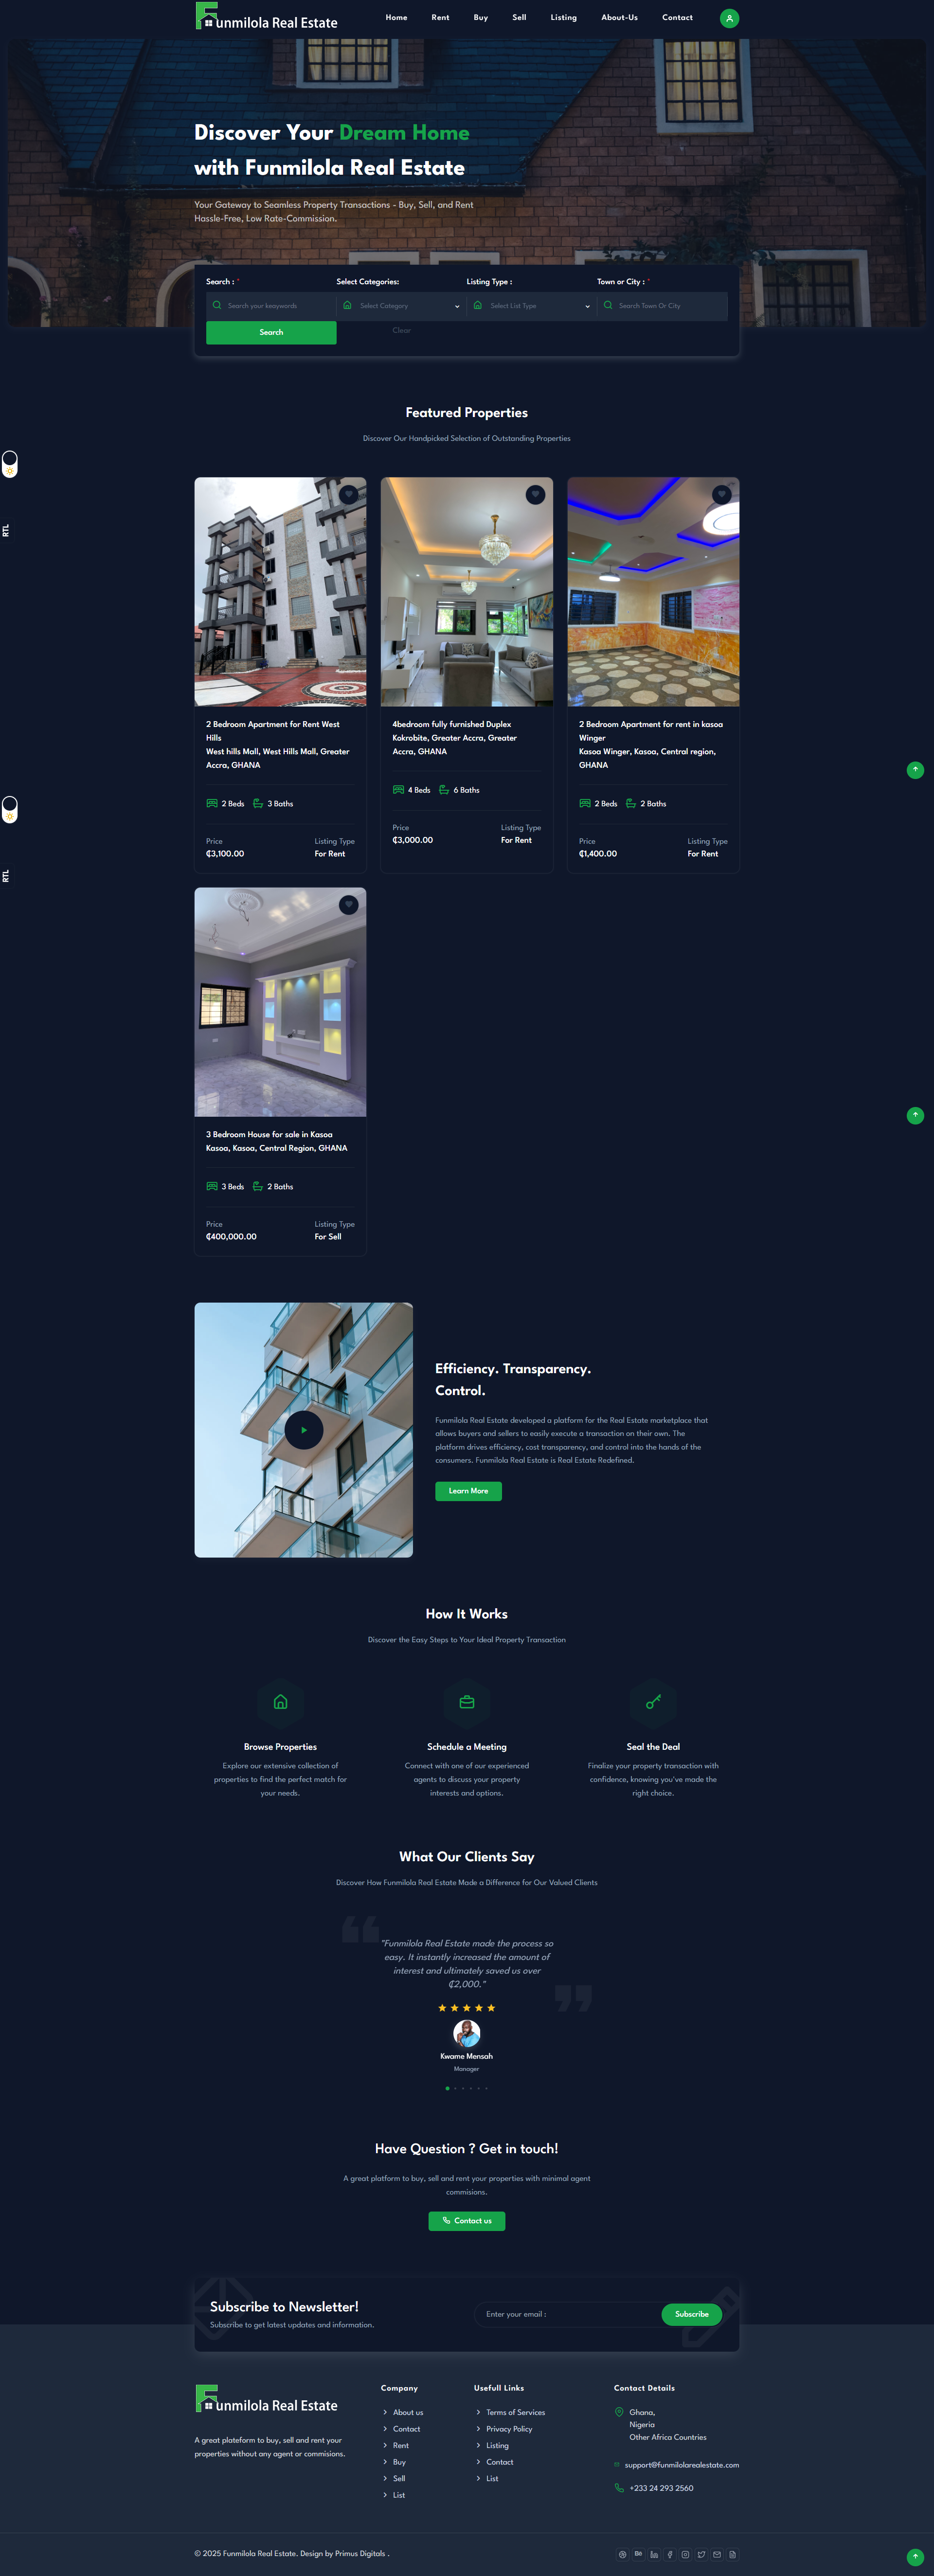 Funmilola Real Estate
Home Rent Buy Sell Listing About-Us Contact
Discover Your Dream Home
with Funmilola Real Estate
Your Gateway to Seamless Property Transactions - Buy, Sell, and Rent
Hassle-Free, Low Rate-Commission.
Search : *
Select Categories:
Listing Type :
Town or City : *
Search your keaywords
Select Category
Select List Type
Search Town Or City
Search
Clear
Featured Properties
Discover Our Handpicked Selection of Outstanding Properties
RTL
2 Bedroom Apartment for Rent West
Hills
West hills Mall, West Hills Mall, Greater
Accra, GHANA
2 Beds 3 Baths
Price Listing Type
₵3,100.00 For Rent
4bedroom fully furnished Duplex
Kokrobite, Greater Accra, Greater
Accra, GHANA
4 Beds 6 Baths
Price Listing Type
₵3,000.00 For Rent
2 Bedroom Apartment for rent in kasoa
Winger
Kasoa Winger, Kasoa, Central region,
GHANA
2 Beds 2 Baths
Price Listing Type
₵1,400.00 For Rent
RTL
3 Bedroom House for sale in Kasoa
Kasoa, Kasoa, Central Region, GHANA
3 Beds 2 Baths
Price Listing Type
₵400,000.00 For Sell
Efficiency. Transparency.
Control.
Funmilola Real Estate developed a platform for the Real Estate marketplace that
allows buyers and sellers to easily execute a transaction on their own. The
platform drives efficiency, cost transparency, and control into the hands of the
consumers. Funmilola Real Estate is Real Estate Redefined.
Learn More
How It Works
Discover the Easy Steps to Your Ideal Property Transaction
Browse Properties
Explore our extensive collection of
properties to find the perfect match for
your needs.
Schedule a Meeting
Connect with one of our experienced
agents to discuss your property
interests and options.
Seal the Deal
Finalize your property transaction with
confidence, knowing you've made the
right choice.
What Our Clients Say
Discover How Funmilola Real Estate Made a Difference for Our Valued Clients
"Funmilola Real Estate made the process so
easy. It instantly increased the amount of
interest and ultimately saved us over
₵2,000."
Kwame Mensah
Manager
Have Question ? Get in touch!
A great platform to buy, sell and rent your properties with minimal agent
commisions.
Contact us
Subscribe to Newsletter!
Subscribe to get latest updates and information.
Enter your email :
Subscribe
Funmilola Real Estate
A great plateform to buy, sell and rent your
properties without any agent or commisions.
Company
About us
Contact
Rent
Buy
Sell
List
Usefull Links
Terms of Services
Privacy Policy
Listing
Contact
List
Contact Details
Ghana,
Nigeria
Other Africa Countries
support@funmilolarealestate.com
+233 24 293 2560
© 2025 Funmilola Real Estate. Design by Primus Digitals .